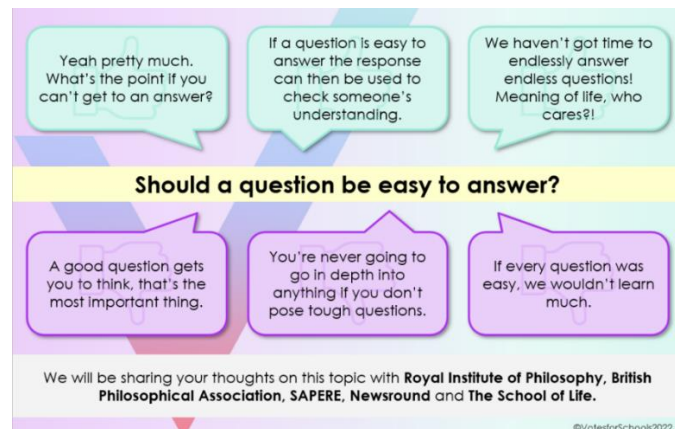 Yeah pretty much.
What's the point if you
can't get to an answer?
If a question is easy to
answer the response
can then be used to
check someone's
understanding.
We haven't got time to
endlessly answer
endless questions!
Meaning of life, who
cares?!
Should a question be easy to answer?
A good question gets
you to think, that's the
most important thing.
You're never going to
go in depth into
anything if you don't
pose tough questions.
If every question was
easy, we wouldn't learn
much.
We will be sharing your thoughts on this topic with Royal Institute of Philosophy, British
Philosophical Association, SAPERE, Newsround and The School of Life.
©VotesforSchools2022